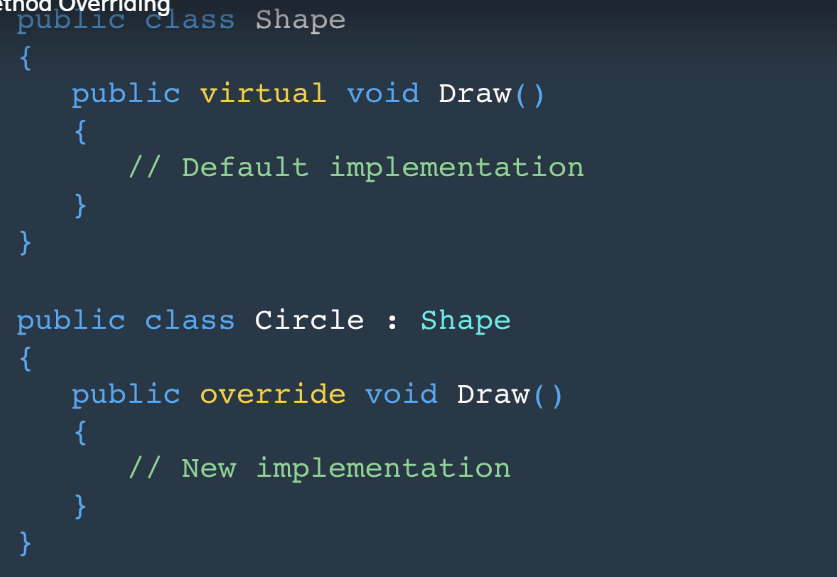 ethod Overriding
public class Shape
{
public virtual void Draw()
{
// Default implementation
}
}
public class Circle : Shape
{
public override void Draw()
{
// New implementation
}
}